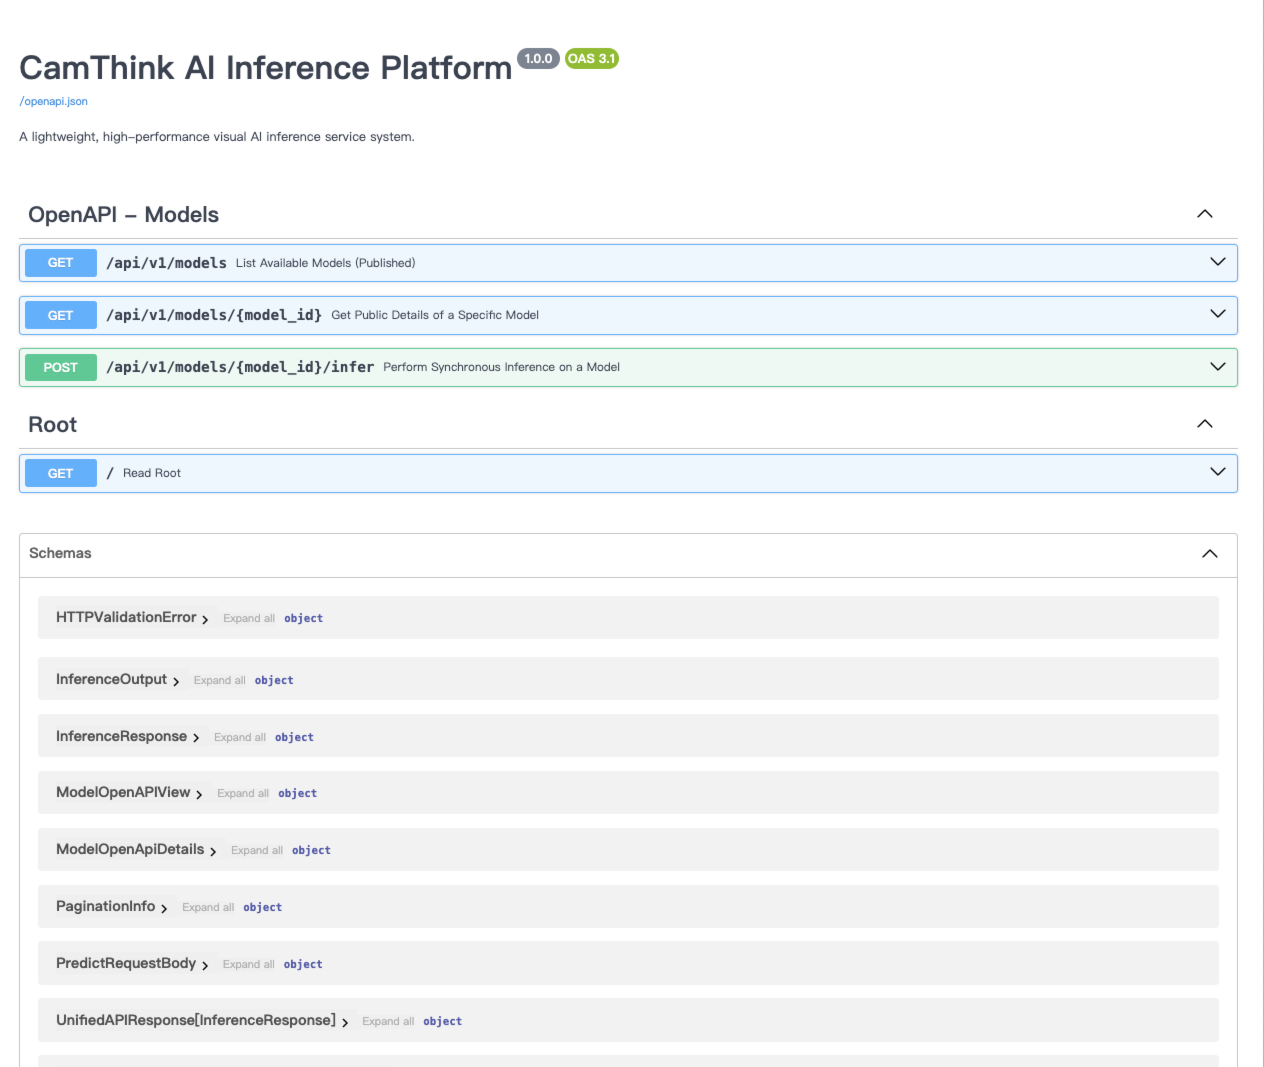 CamThink AI Inference Platform 1.0.0 OAS 3.1
/openapi.json
A lightweight, high-performance visual AI inference service system.
OpenAPI - Models
GET /api/v1/models List Available Models (Published)
GET /api/v1/models/{model_id} Get Public Details of a Specific Model
POST /api/v1/models/{model_id}/infer Perform Synchronous Inference on a Model
Root
GET / Read Root
Schemas
HTTPValidationError Expand all object
InferenceOutput Expand all object
InferenceResponse Expand all object
ModelOpenAPIView Expand all object
ModelOpenApiDetails Expand all object
PaginationInfo Expand all object
PredictRequestBody Expand all object
UnifiedAPIResponse[InferenceResponse] Expand all object